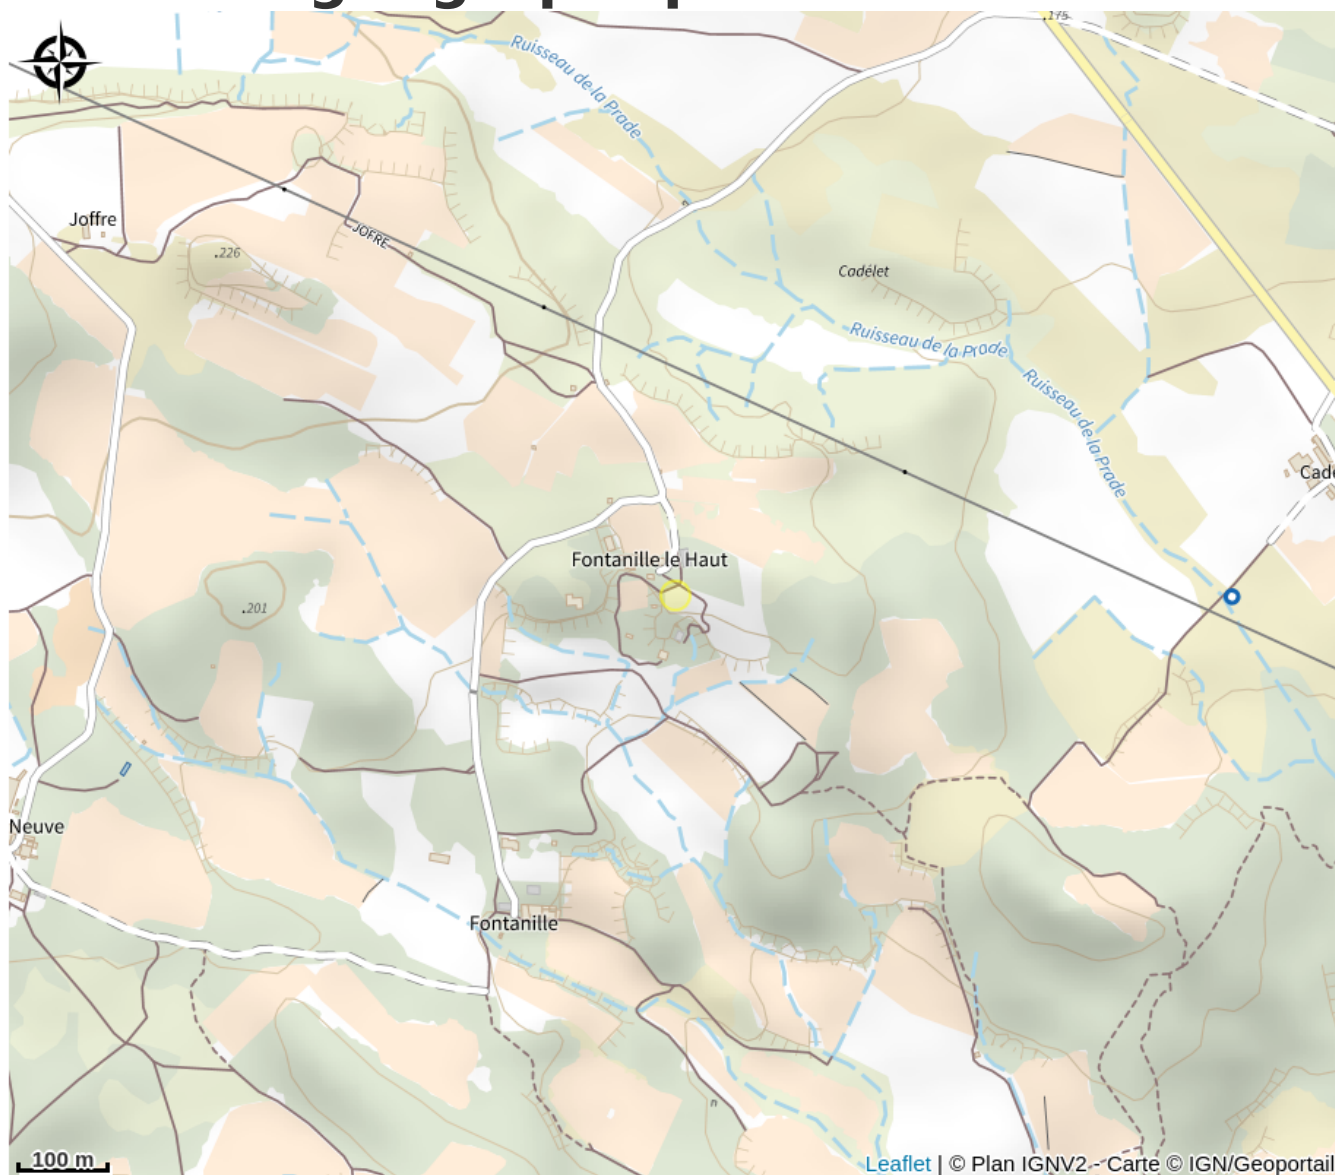 175
Ruisseau de la Prade
Joffre
JOFRE
226
Cadélet
Ruisseau de la Prade
Ruisseau de la Prade
Cade
Fontanille le Haut
201
Neuve
Fontanille
100 m
Leaflet | © Plan IGNV2 - Carte © IGN/Geoportail